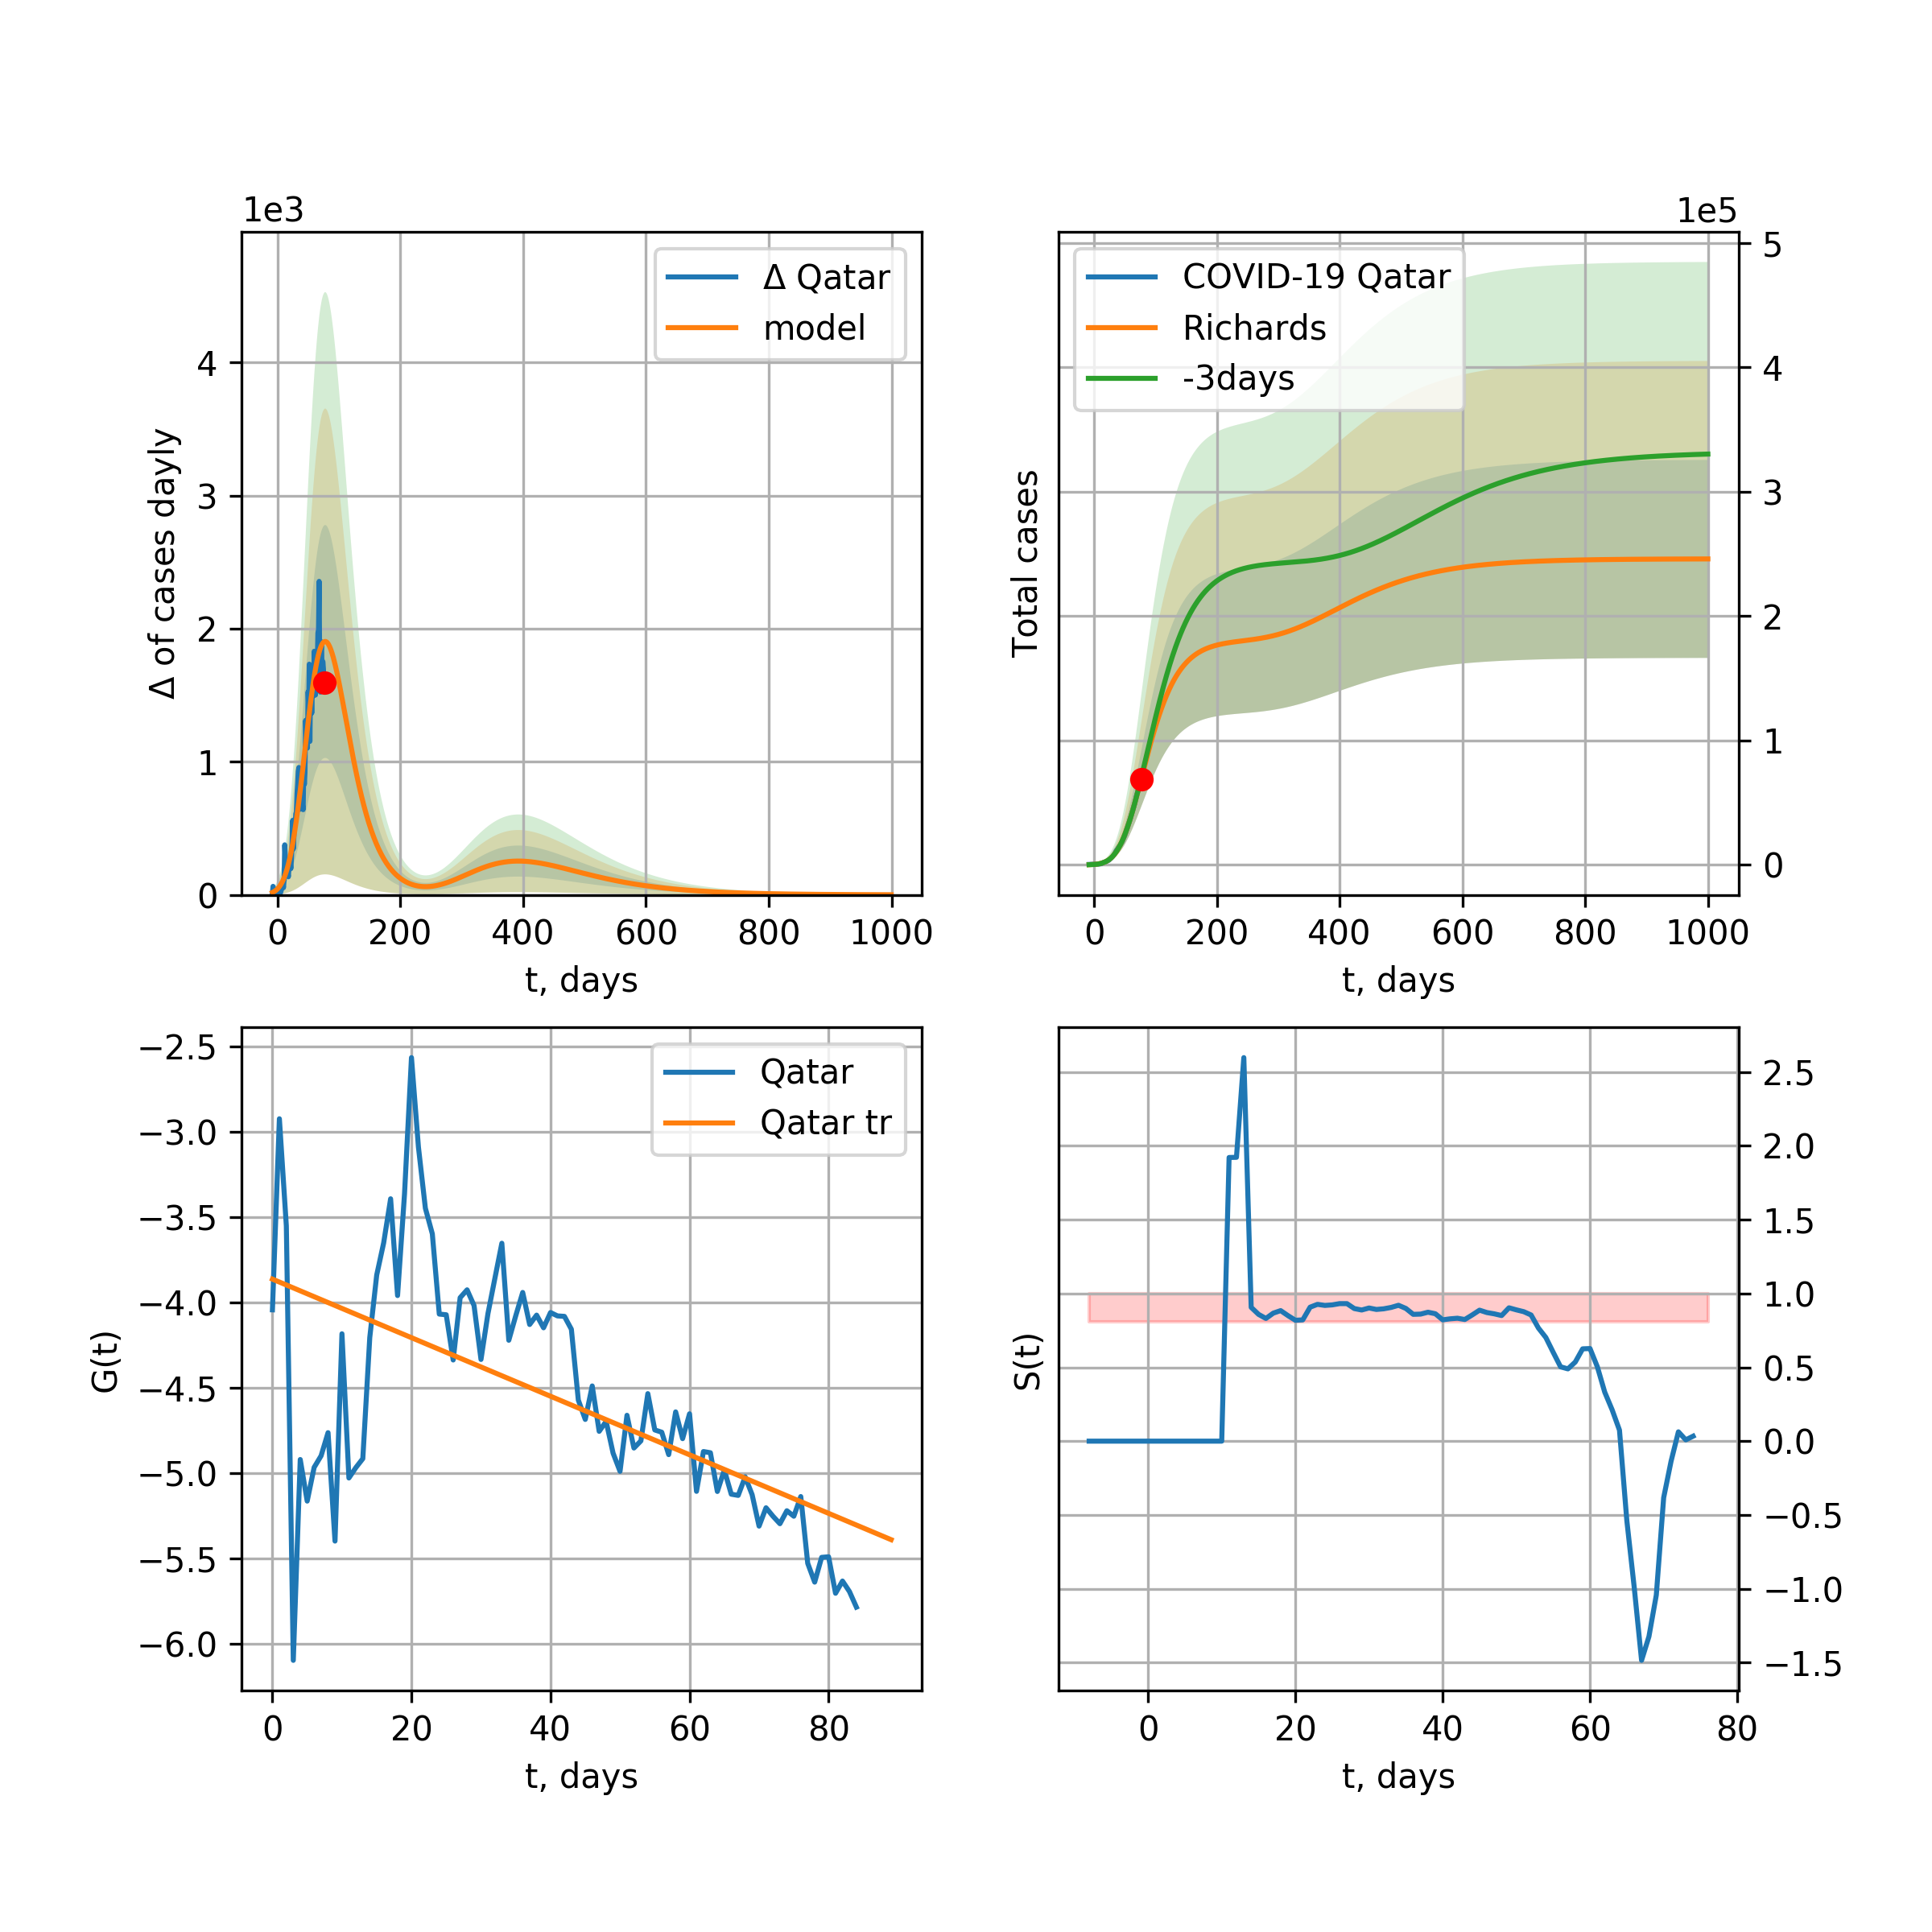 1e3
Δ of cases dayly
4
3
2
1
0
0 200 400 600 800 1000
t, days
Δ Qatar
model
1e5
Total cases
5
4
3
2
1
0
0 200 400 600 800 1000
t, days
COVID-19 Qatar
Richards
-3days
G(t)
−2.5
−3.0
−3.5
−4.0
−4.5
−5.0
−5.5
−6.0
0 20 40 60 80
t, days
Qatar
Qatar tr
S(t)
2.5
2.0
1.5
1.0
0.5
0.0
−0.5
−1.0
−1.5
0 20 40 60 80
t, days